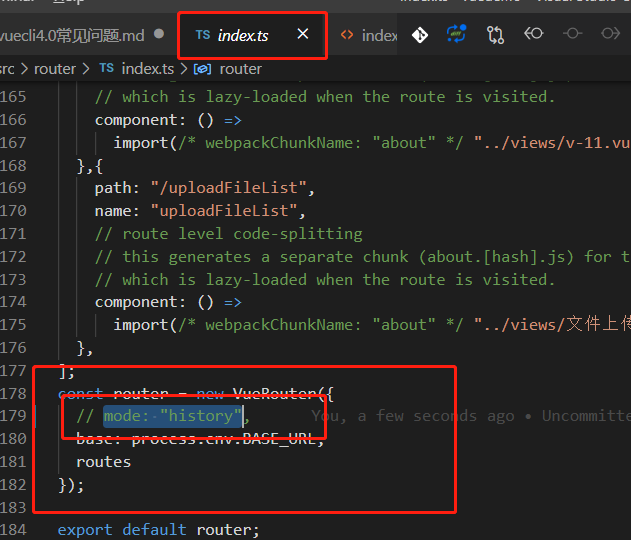 vuecli4.0常见问题.md
TS index.ts
index
src > router > TS index.ts > router
165 // which is lazy-loaded when the route is visited.
166 component: () =>
167 import(/* webpackChunkName: "about" */ "../views/v-11.vu
168 },{
169 path: "/uploadFileList",
170 name: "uploadFileList",
171 // route level code-splitting
172 // this generates a separate chunk (about.[hash].js) for t
173 // which is lazy-loaded when the route is visited.
174 component: () =>
175 import(/* webpackChunkName: "about" */ "../views/文件上传
176 },
177 ];
178 const router = new VueRouter({
179 // mode: "history", You, a few seconds ago • Uncommitte
180 base: process.env.BASE_URL,
181 routes
182 });
183
184 export default router;